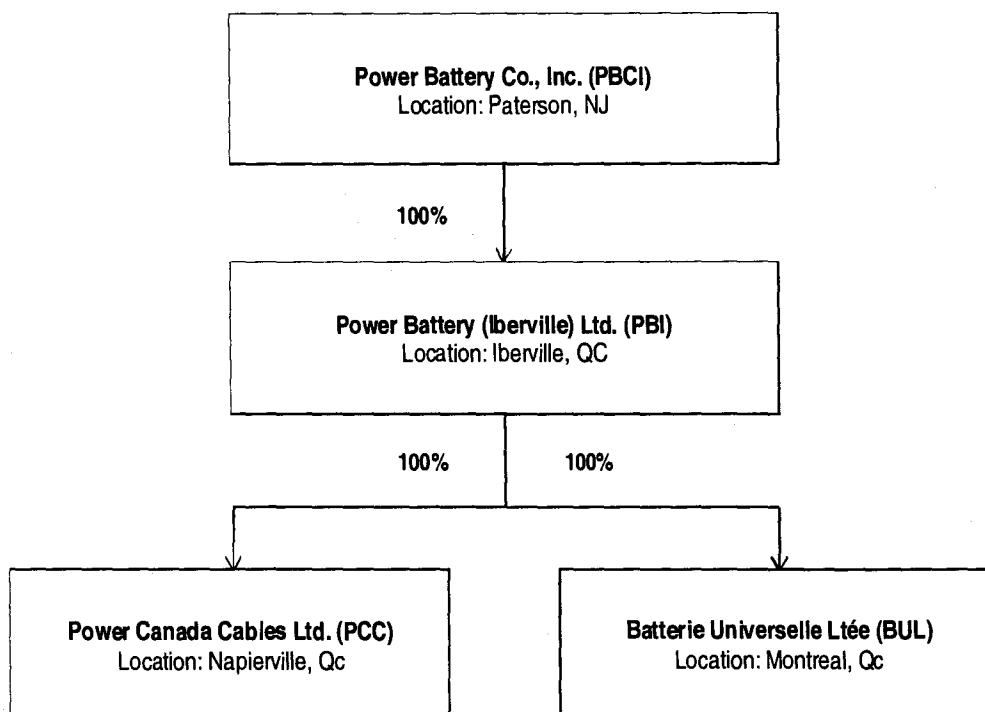 Power Battery Co., Inc. (PBCI)
Location: Paterson, NJ
100%
Power Battery (Iberville) Ltd. (PBI)
Location: Iberville, QC
100% 100%
Power Canada Cables Ltd. (PCC)
Location: Napierville, Qc
Batterie Universelle Ltée (BUL)
Location: Montreal, Qc